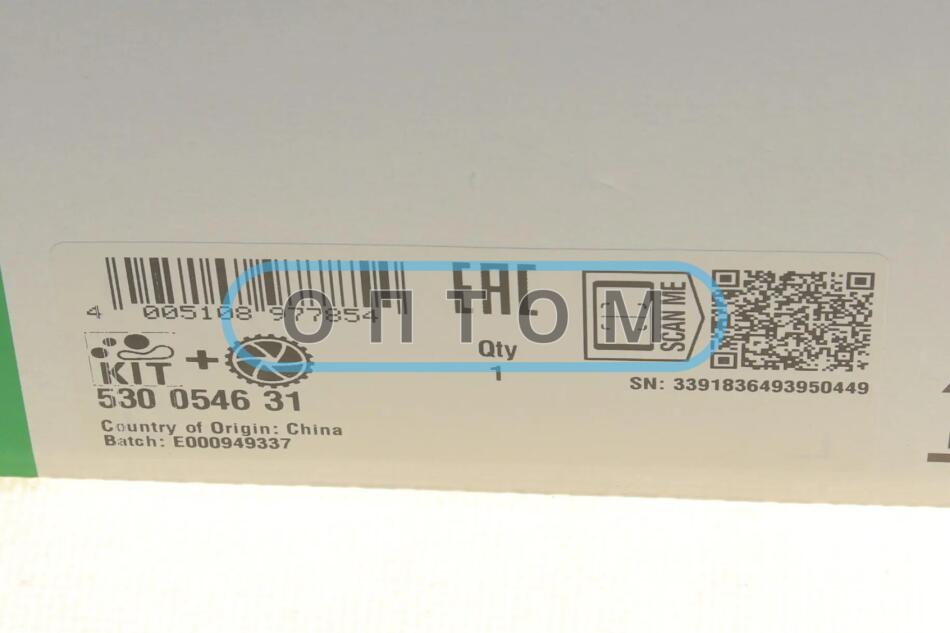 4 005108 977854
EAC
SCAN ME
ОПТОМ
KIT +
Qty
1
530 0546 31
SN: 3391836493950449
Country of Origin: China
Batch: E000949337